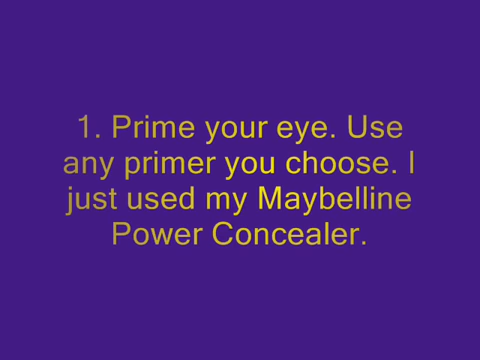 1. Prime your eye. Use
any primer you choose. I
just used my Maybelline
Power Concealer.